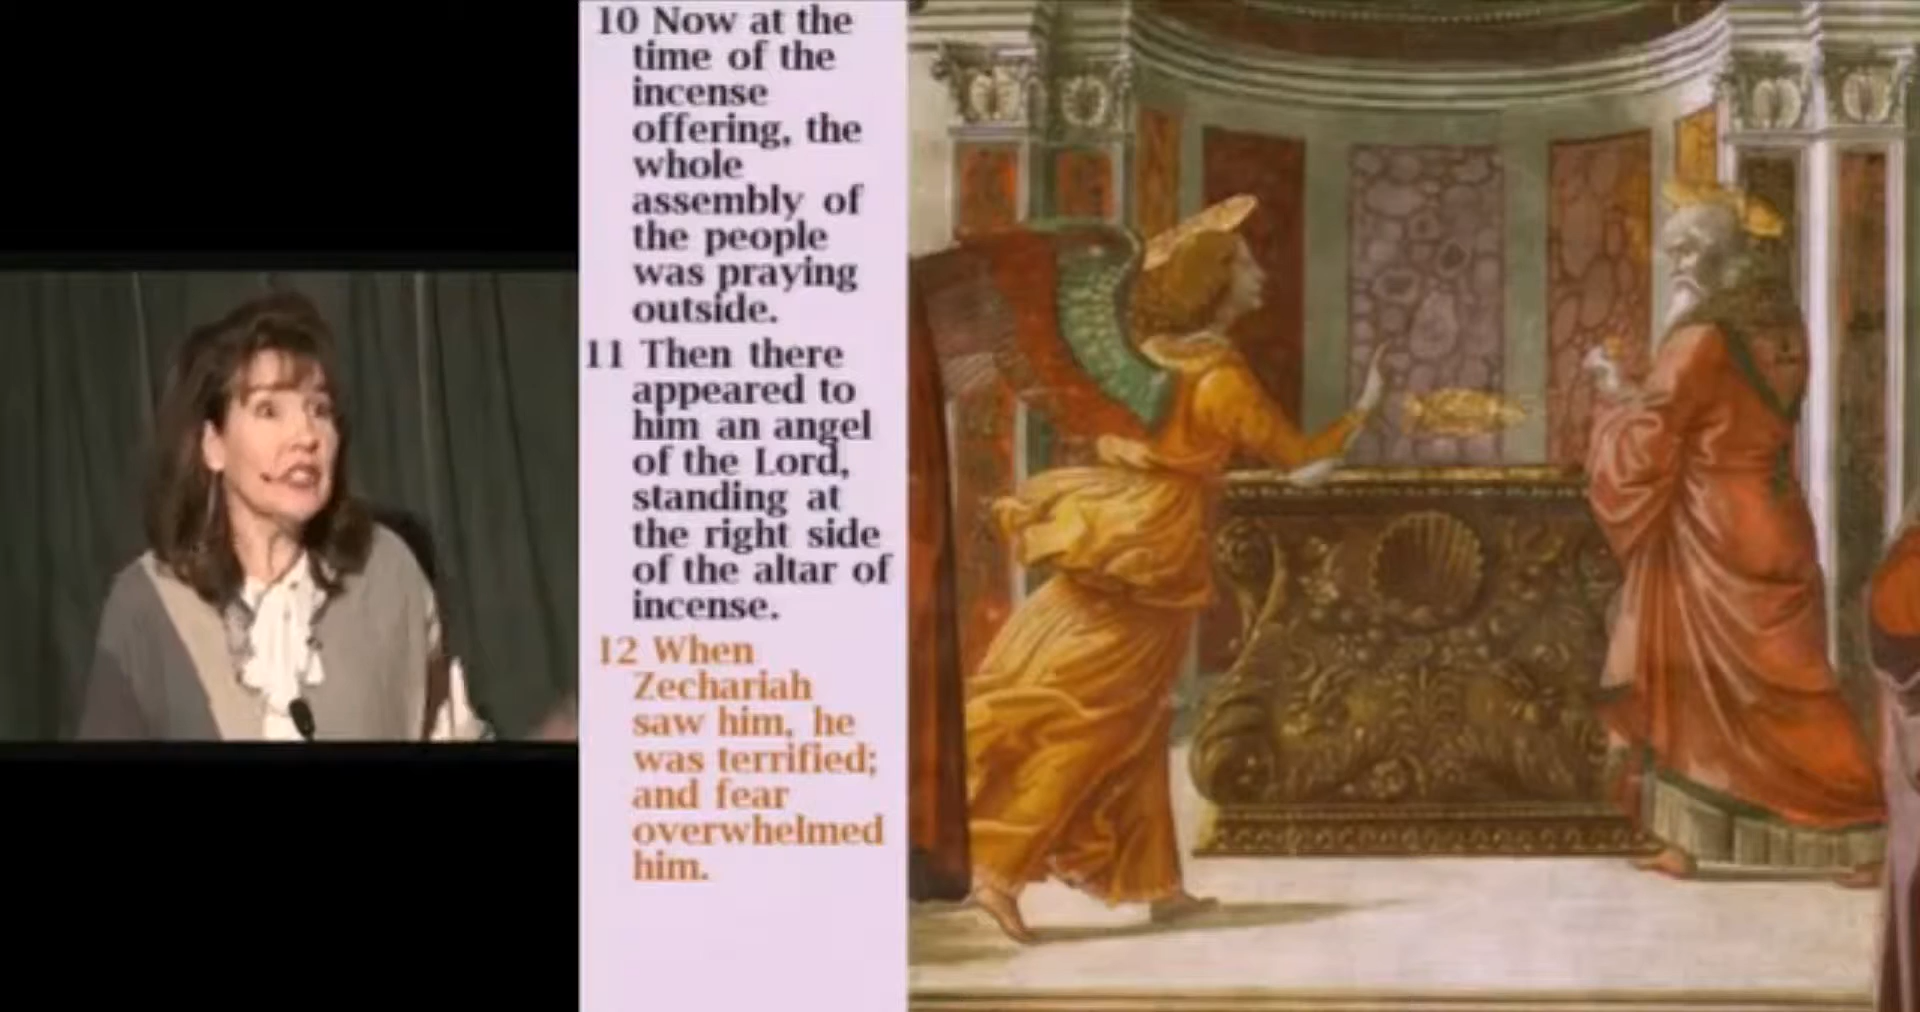 10 Now at the
time of the
incense
offering, the
whole
assembly of
the people
was praying
outside.
11 Then there
appeared to
him an angel
of the Lord,
standing at
the right side
of the altar of
incense.
12 When
Zechariah
saw him, he
was terrified;
and fear
overwhelmed
him.